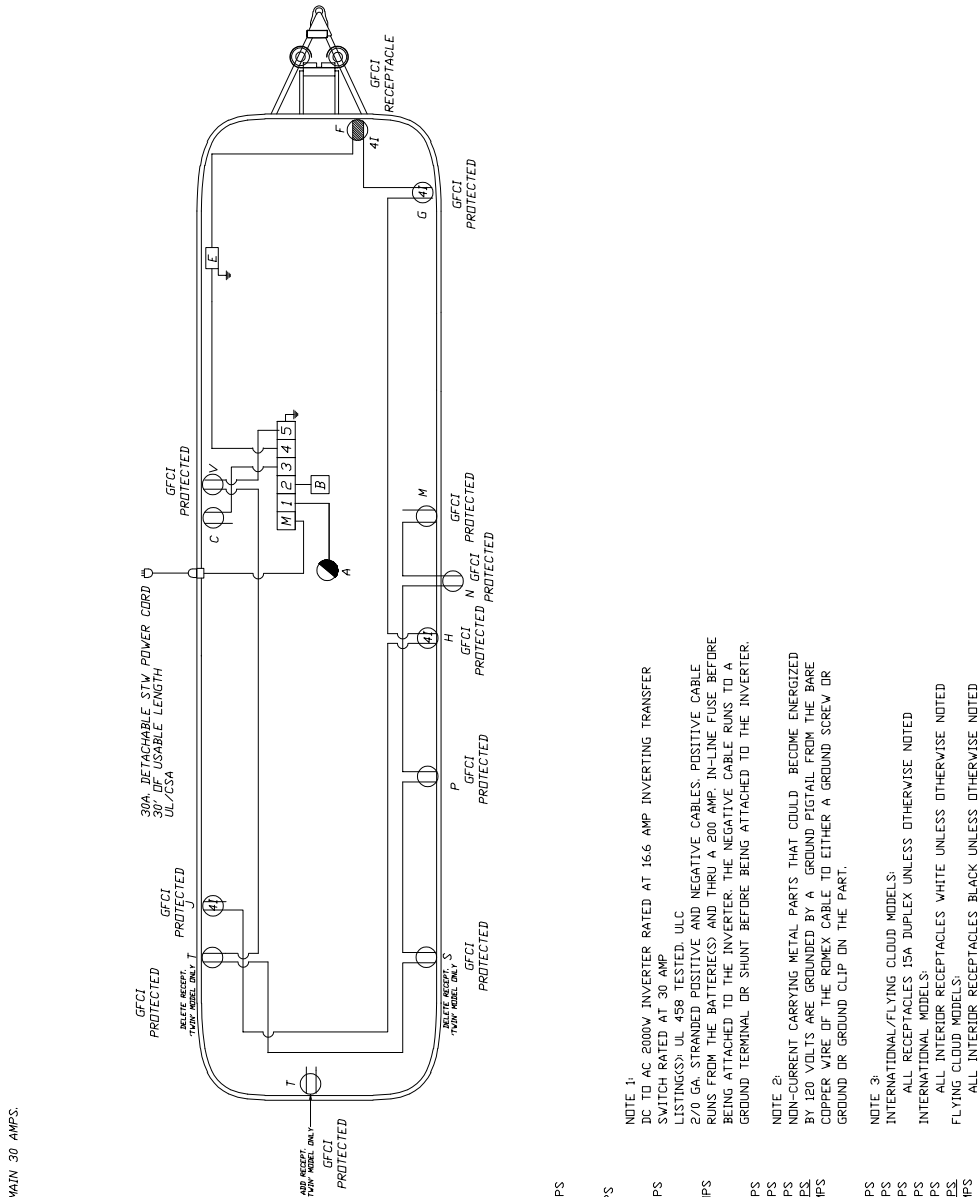 MAIN 30 AMPS.
GFCI
RECEPTACLE
F
4I
4I
G
GFCI
PROTECTED
E
GFCI
PROTECTED
V
C
M 1 2 3 4 5
B
A
M
GFCI
PROTECTED
N GFCI
PROTECTED
30A. DETACHABLE STW POWER CORD
30' OF USABLE LENGTH
UL/CSA
4I
H
GFCI
PROTECTED
P
GFCI
PROTECTED
GFCI
PROTECTED
J
4I
GFCI
PROTECTED
DELETE RECEPT.
'TWIN' MODEL ONLY
T
DELETE RECEPT.
'TWIN' MODEL ONLY
S
GFCI
PROTECTED
T
ADD RECEPT.
'TWIN' MODEL ONLY
GFCI
PROTECTED
NOTE 1:
DC TO AC 2000W INVERTER RATED AT 16.6 AMP INVERTING TRANSFER
SWITCH RATED AT 30 AMP
LISTING(S): UL 458 TESTED, ULC
2/0 GA. STRANDED POSITIVE AND NEGATIVE CABLES. POSITIVE CABLE
RUNS FROM THE BATTERIE(S) AND THRU A 200 AMP. IN-LINE FUSE BEFORE
BEING ATTACHED TO THE INVERTER. THE NEGATIVE CABLE RUNS TO A
GROUND TERMINAL OR SHUNT BEFORE BEING ATTACHED TO THE INVERTER.
NOTE 2:
NON-CURRENT CARRYING METAL PARTS THAT COULD BECOME ENERGIZED
BY 120 VOLTS ARE GROUNDED BY A GROUND PIGTAIL FROM THE BARE
COPPER WIRE OF THE ROMEX CABLE TO EITHER A GROUND SCREW OR
GROUND OR GROUND CLIP ON THE PART.
NOTE 3:
INTERNATIONAL/FLYING CLOUD MODELS:
ALL RECEPTACLES 15A DUPLEX UNLESS OTHERWISE NOTED
INTERNATIONAL MODELS:
ALL INTERIOR RECEPTACLES WHITE UNLESS OTHERWISE NOTED
FLYING CLOUD MODELS:
ALL INTERIOR RECEPTACLES BLACK UNLESS OTHERWISE NOTED